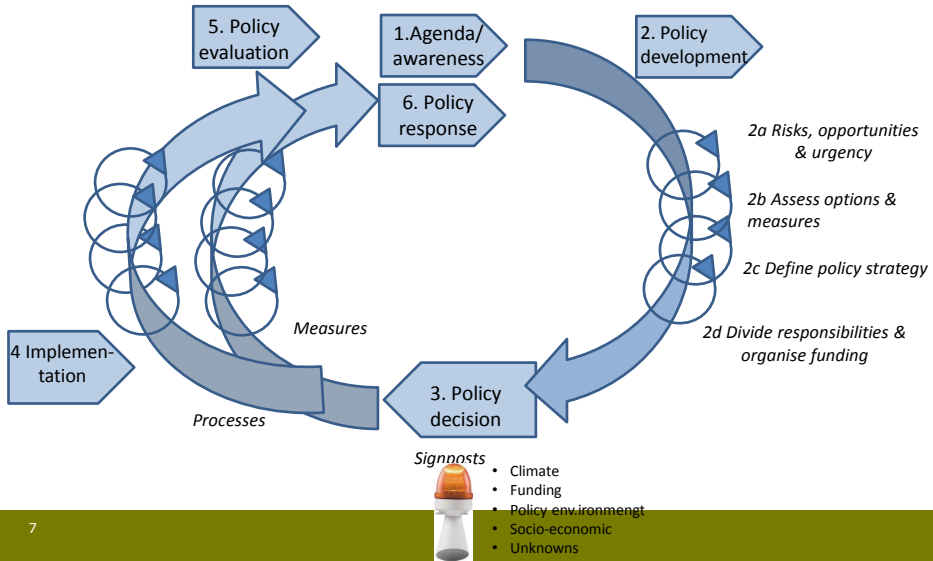 5. Policy
evaluation
1.Agenda/
awareness
2. Policy
development
6. Policy
response
2a Risks, opportunities
& urgency
2b Assess options &
measures
2c Define policy strategy
2d Divide responsibilities &
organise funding
Measures
4 Implemen-
tation
Processes
3. Policy
decision
Signposts
• Climate
• Funding
• Policy env.ironmengt
• Socio-economic
• Unknowns
7